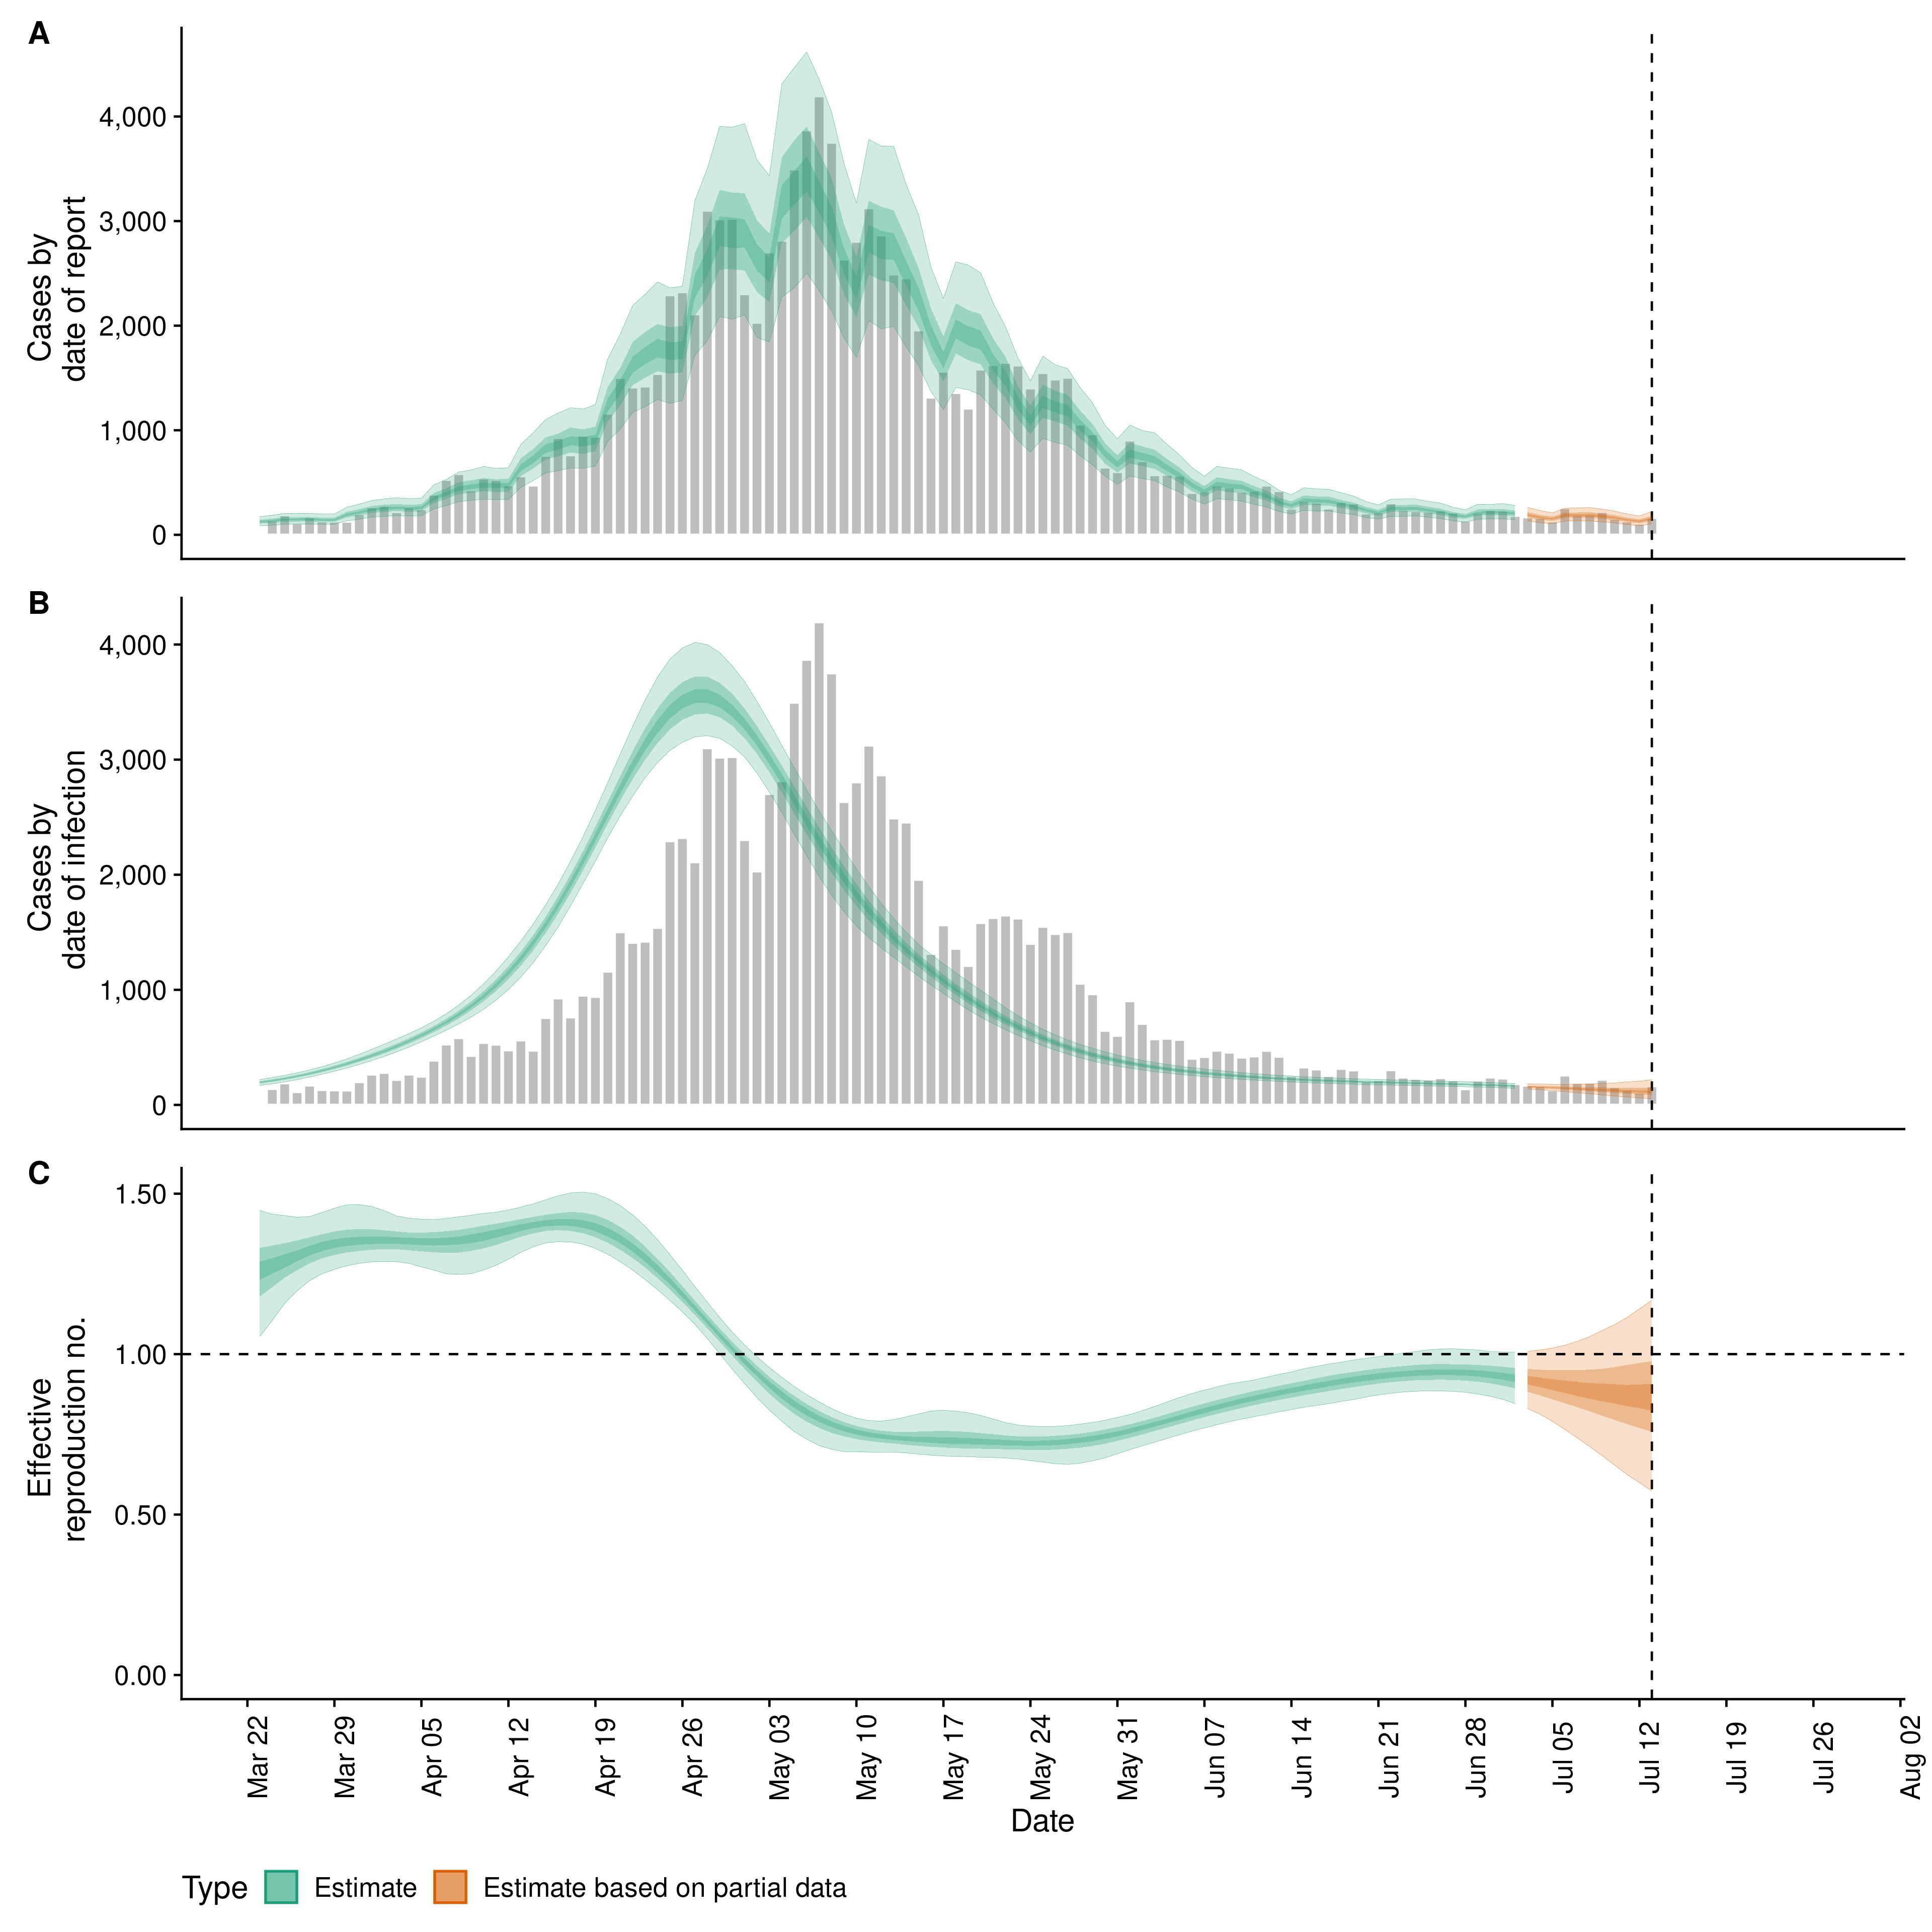 A
Cases by
date of report
4,000
3,000
2,000
1,000
0
B
Cases by
date of infection
4,000
3,000
2,000
1,000
0
C
Effective
reproduction no.
1.50
1.00
0.50
0.00
Mar 22
Mar 29
Apr 05
Apr 12
Apr 19
Apr 26
May 03
May 10
May 17
May 24
May 31
Jun 07
Jun 14
Jun 21
Jun 28
Jul 05
Jul 12
Jul 19
Jul 26
Aug 02
Date
Type Estimate Estimate based on partial data